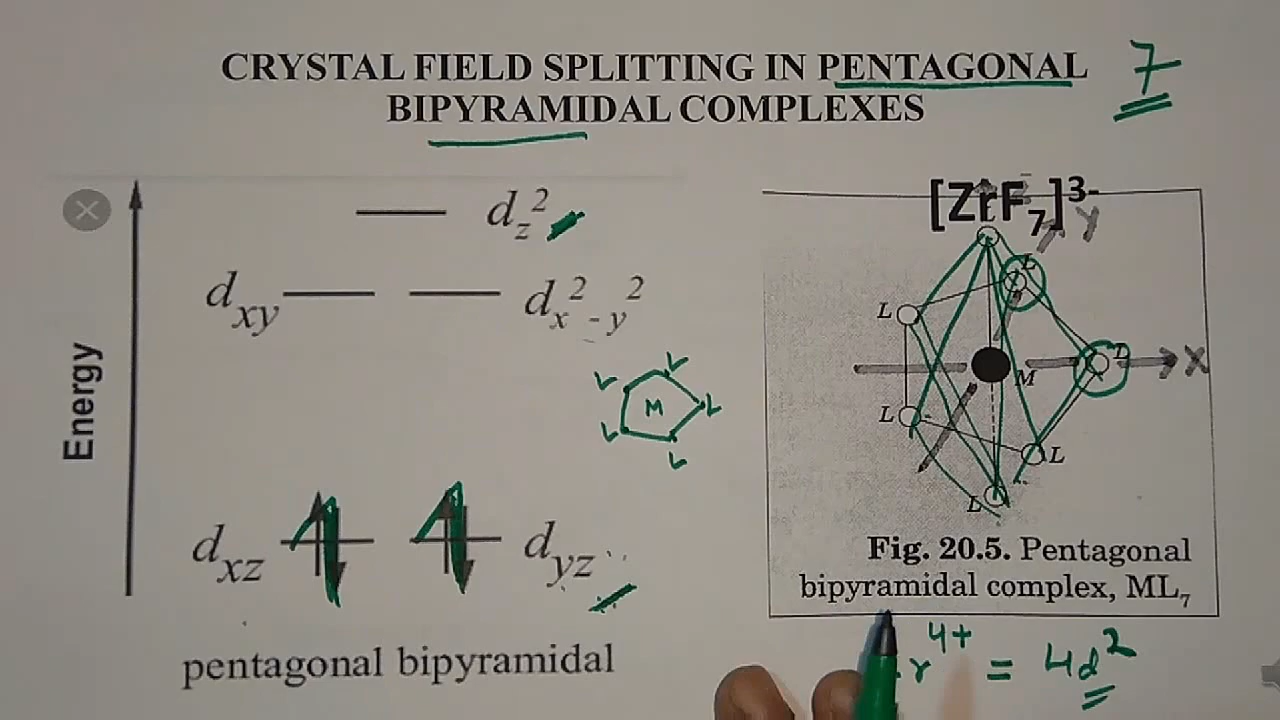 CRYSTAL FIELD SPLITTING IN PENTAGONAL
BIPYRAMIDAL COMPLEXES
7
Energy
d_z²
d_xy
d_x² - y²
d_xz
d_yz
pentagonal bipyramidal
L
L
L
L
L
M
[ZrF₇]³⁻
Y
L
L
X
M
L
L
L
L
Fig. 20.5. Pentagonal
bipyramidal complex, ML₇
r⁴⁺ = 4d²